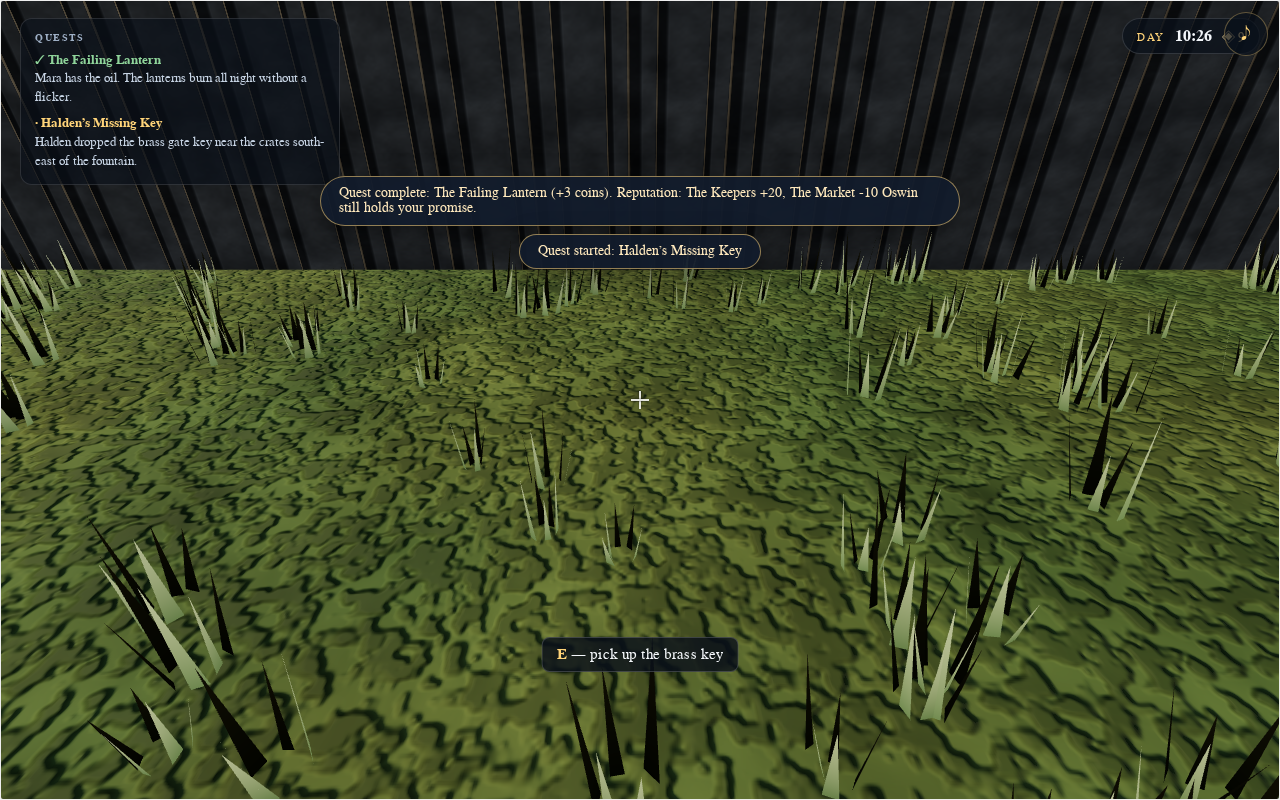 QUESTS
✓ The Failing Lantern
Mara has the oil. The lanterns burn all night without a
flicker.
· Halden's Missing Key
Halden dropped the brass gate key near the crates south-
east of the fountain.
DAY 10:26
Quest complete: The Failing Lantern (+3 coins). Reputation: The Keepers +20, The Market -10 Oswin
still holds your promise.
Quest started: Halden's Missing Key
E — pick up the brass key